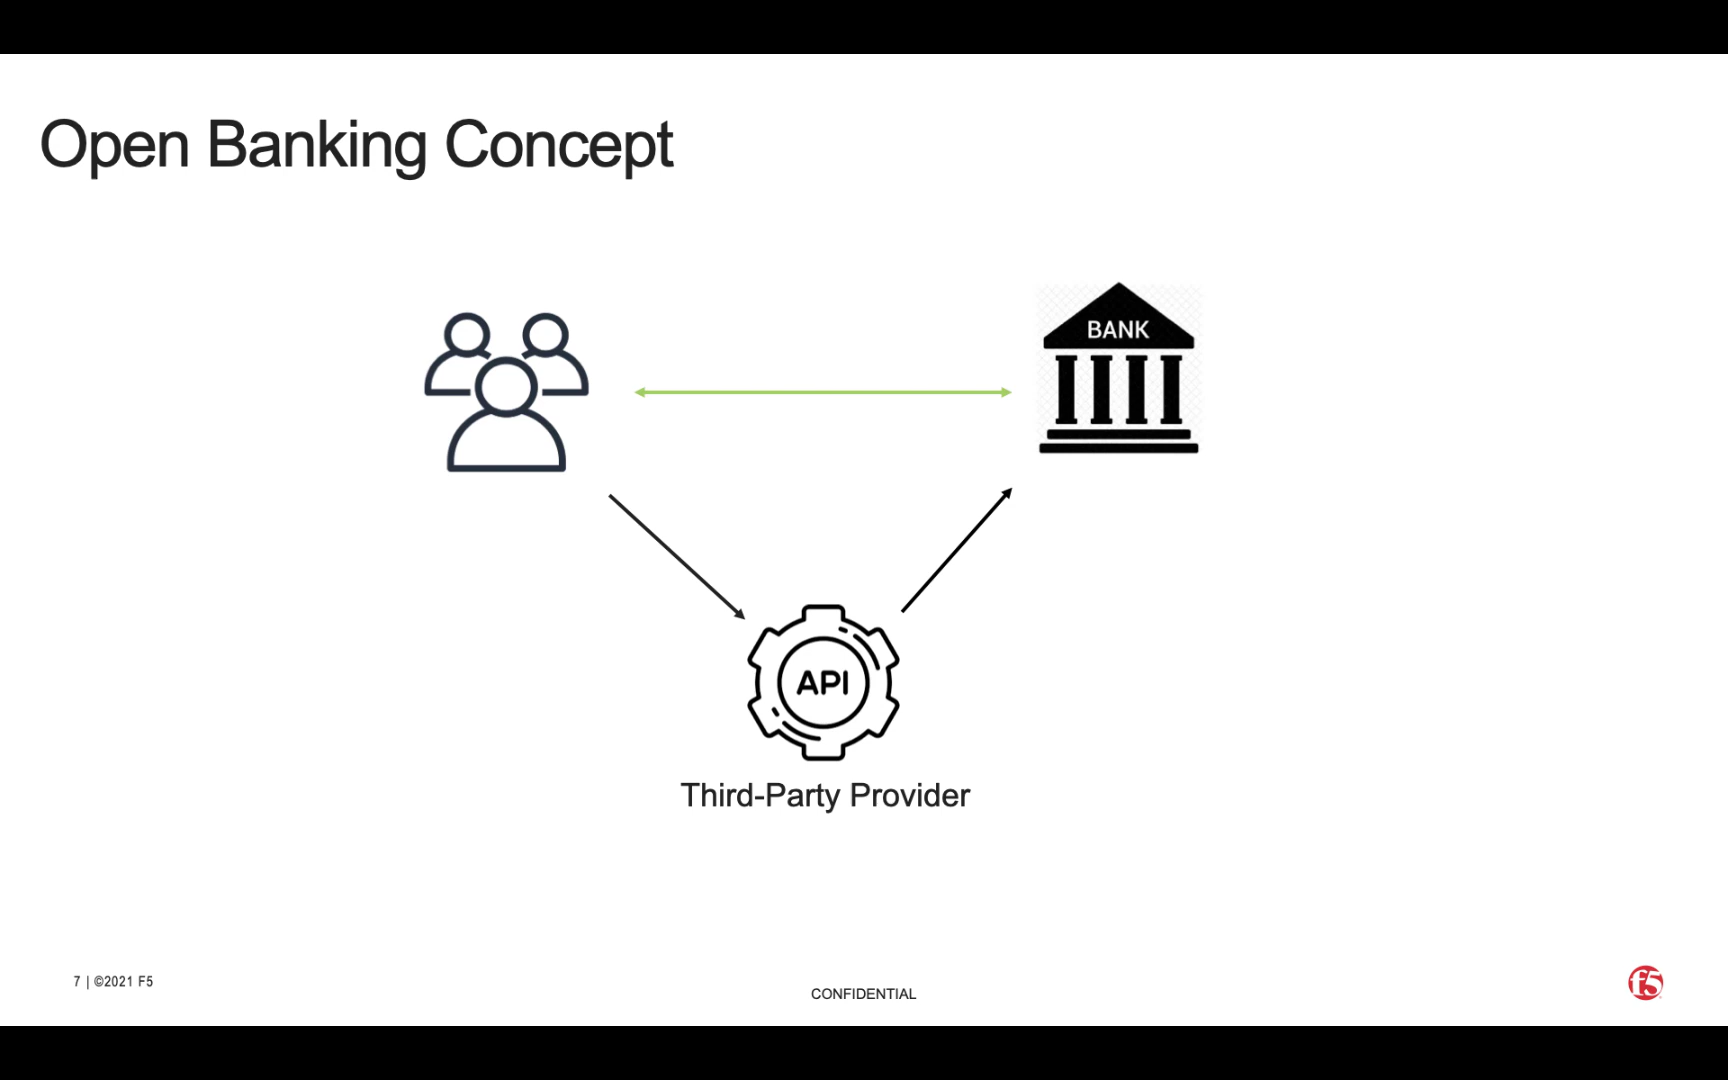 Open Banking Concept
BANK
API
Third-Party Provider
7 | ©2021 F5
CONFIDENTIAL
f5